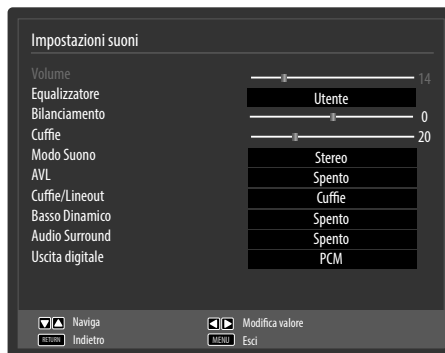 Impostazioni suoni
Volume 14
Equalizzatore Utente
Bilanciamento 0
Cuffie 20
Modo Suono Stereo
AVL Spento
Cuffie/Lineout Cuffie
Basso Dinamico Spento
Audio Surround Spento
Uscita digitale PCM
Naviga Modifica valore
RETURN Indietro MENU Esci